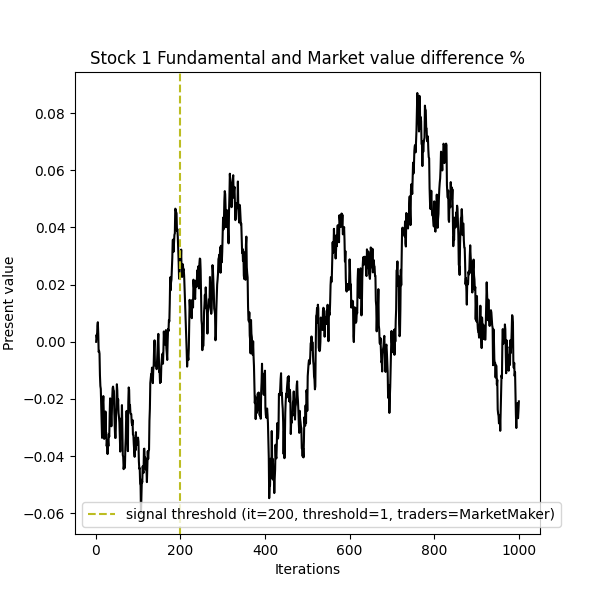 Stock 1 Fundamental and Market value difference %
0.08
0.06
0.04
0.02
0.00
−0.02
−0.04
−0.06
Present value
signal threshold (it=200, threshold=1, traders=MarketMaker)
0 200 400 600 800 1000
Iterations